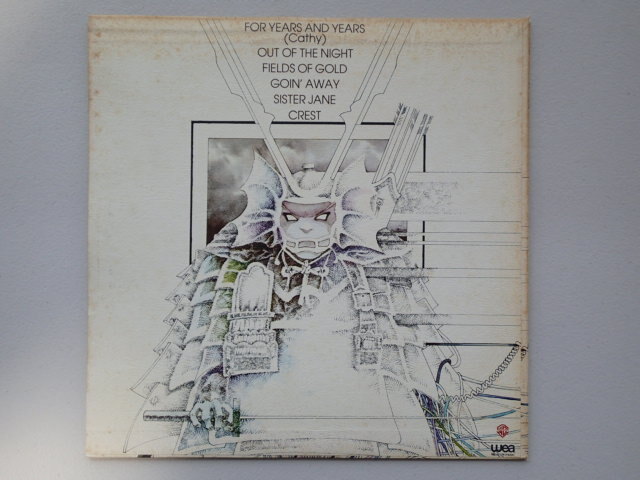 FOR YEARS AND YEARS
(Cathy)
OUT OF THE NIGHT
FIELDS OF GOLD
GOIN' AWAY
SISTER JANE
CREST
wea